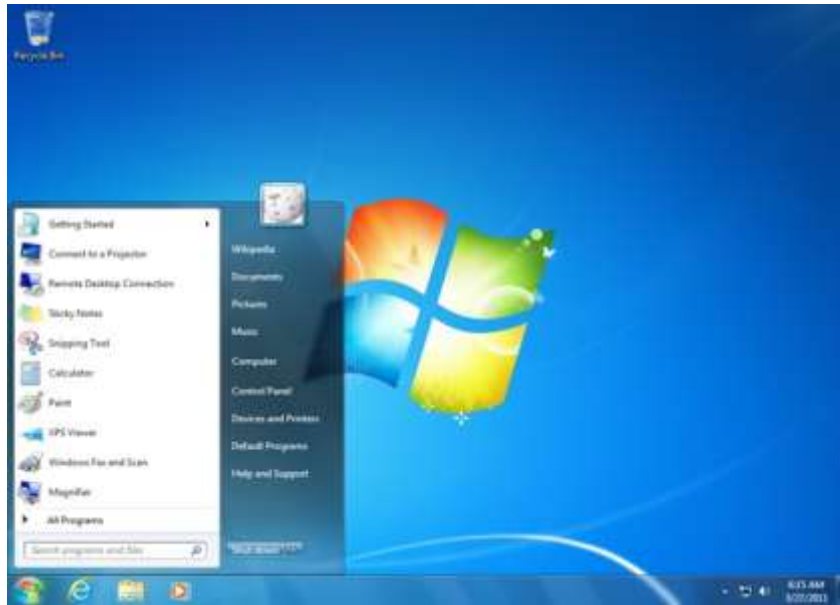 Recycle Bin
Getting Started
Connect to a Projector
Remote Desktop Connection
Sticky Notes
Snipping Tool
Calculator
Paint
XPS Viewer
Windows Fax and Scan
Magnifier
All Programs
Search programs and files
Wikipedia
Documents
Pictures
Music
Computer
Control Panel
Devices and Printers
Default Programs
Help and Support
Shut down